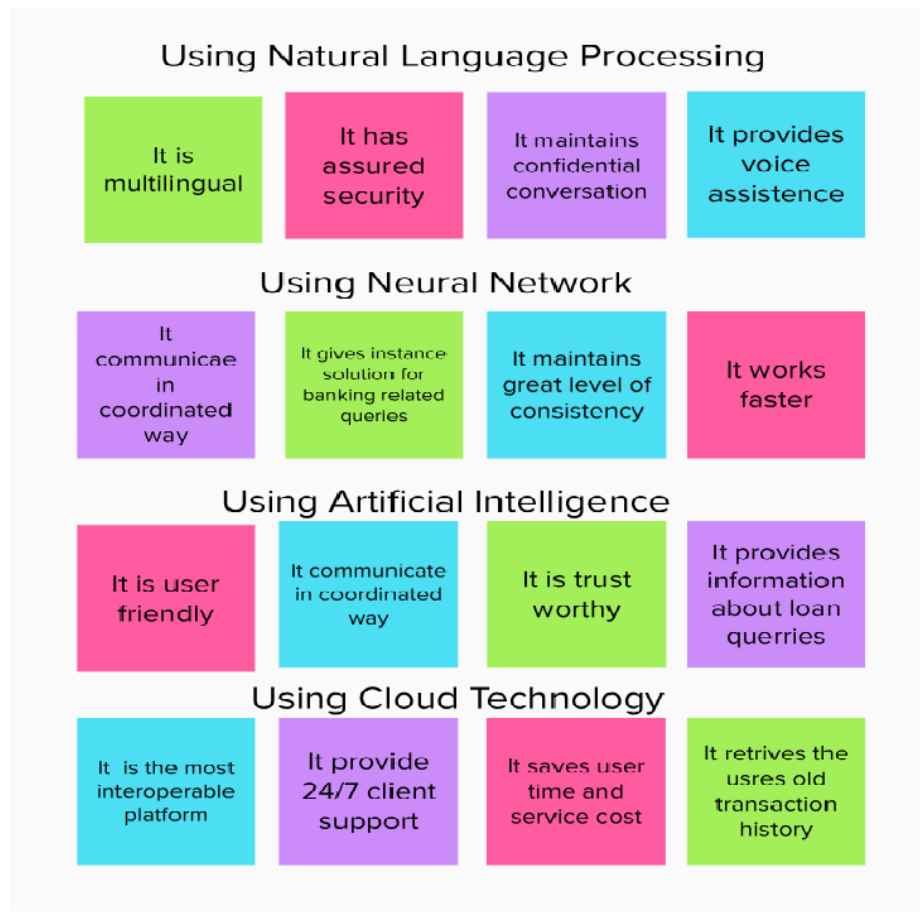 Using Natural Language Processing
It is
multilingual
It has
assured
security
It maintains
confidential
conversation
It provides
voice
assistence
Using Neural Network
It
communicae
in
coordinated
way
It gives instance
solution for
banking related
queries
It maintains
great level of
consistency
It works
faster
Using Artificial Intelligence
It is user
friendly
It communicate
in coordinated
way
It is trust
worthy
It provides
information
about loan
querries
Using Cloud Technology
It is the most
interoperable
platform
It provide
24/7 client
support
It saves user
time and
service cost
It retrives the
usres old
transaction
history